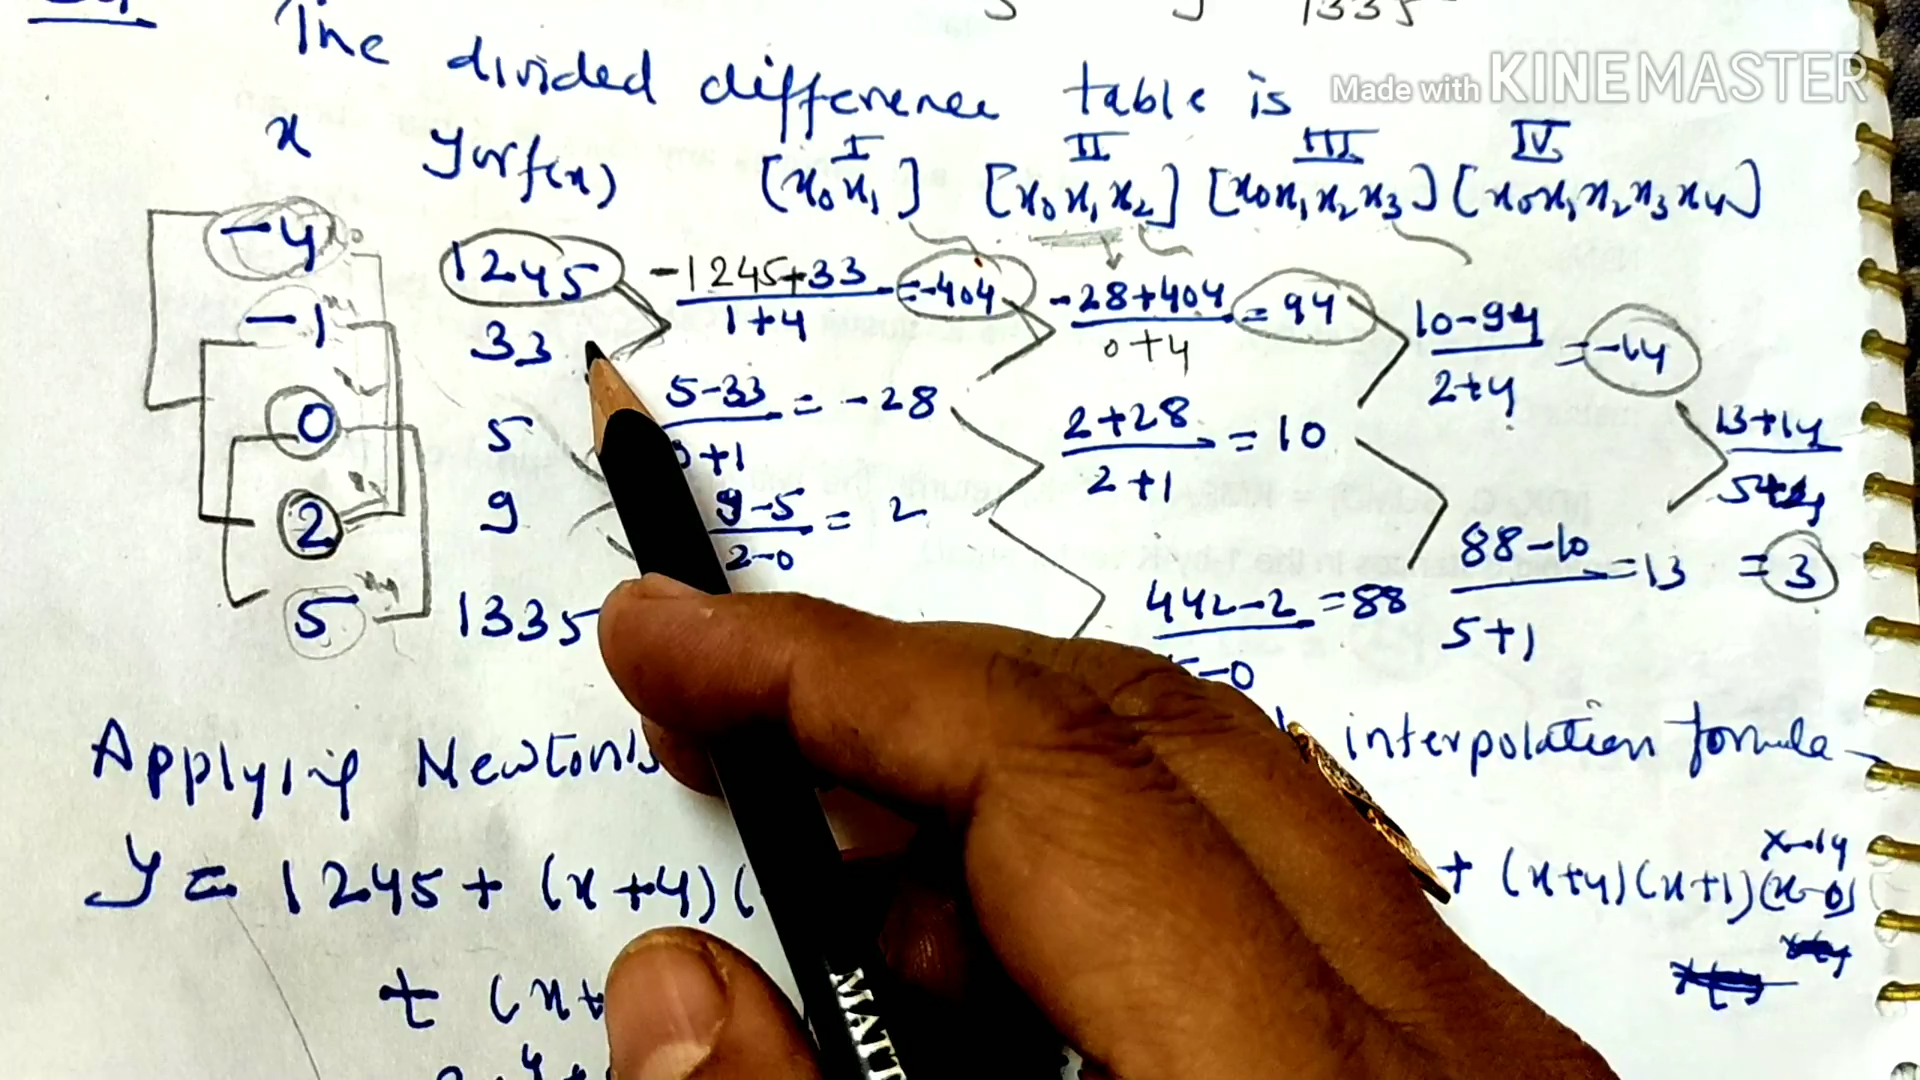 1335
Made with KINEMASTER
The divided difference table is
x y or f(x) I [x0 x1] II [x0 x1 x2] III [x0 x1 x2 x3] IV [x0 x1 x2 x3 x4]
-4 1245 -1245+33 / 1+4 = -404 -28+404 / 0+4 = 94 10-94 / 2+4 = -14
-1 33 5-33 / 0+1 = -28 2+28 / 2+1 = 10 13+14 / 5+4 = 3
0 5 9-5 / 2-0 = 2 88-10 / 5+1 = 13
2 9 442-2 / 5-0 = 88
5 1335
Applying Newton's interpolation formula
y = 1245 + (x+4)( + (x+4)(x+1)(x-0) x-14
+ (x+
MATT